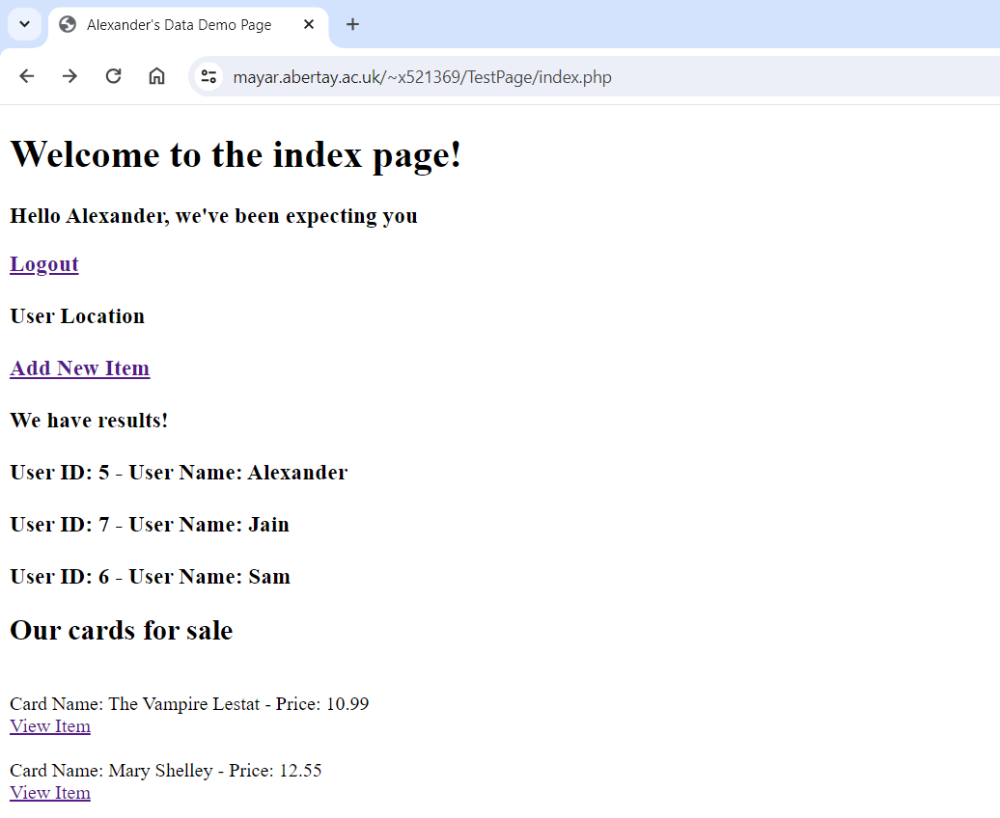 Alexander's Data Demo Page
mayar.abertay.ac.uk/~x521369/TestPage/index.php
Welcome to the index page!
Hello Alexander, we've been expecting you
Logout
User Location
Add New Item
We have results!
User ID: 5 - User Name: Alexander
User ID: 7 - User Name: Jain
User ID: 6 - User Name: Sam
Our cards for sale
Card Name: The Vampire Lestat - Price: 10.99
View Item
Card Name: Mary Shelley - Price: 12.55
View Item